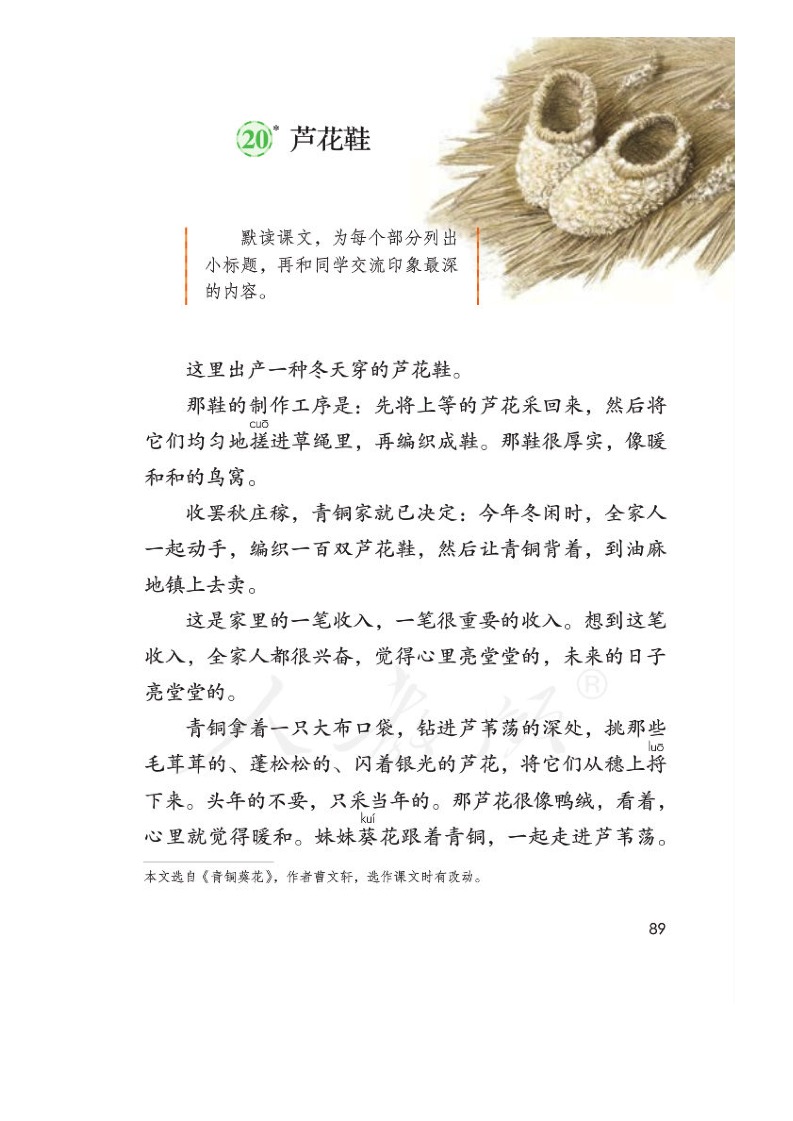 20* 芦花鞋
默读课文，为每个部分列出
小标题，再和同学交流印象最深
的内容。
这里出产一种冬天穿的芦花鞋。
那鞋的制作工序是：先将上等的芦花采回来，然后将
cuō
它们均匀地搓进草绳里，再编织成鞋。那鞋很厚实，像暖
和和的鸟窝。
收罢秋庄稼，青铜家就已决定：今年冬闲时，全家人
一起动手，编织一百双芦花鞋，然后让青铜背着，到油麻
地镇上去卖。
这是家里的一笔收入，一笔很重要的收入。想到这笔
收入，全家人都很兴奋，觉得心里亮堂堂的，未来的日子
亮堂堂的。
青铜拿着一只大布口袋，钻进芦苇荡的深处，挑那些
luō
毛茸茸的、蓬松松的、闪着银光的芦花，将它们从穗上捋
下来。头年的不要，只采当年的。那芦花很像鸭绒，看着，
kuí
心里就觉得暖和。妹妹葵花跟着青铜，一起走进芦苇荡。
人教领®
本文选自《青铜葵花》，作者曹文轩，选作课文时有改动。
89